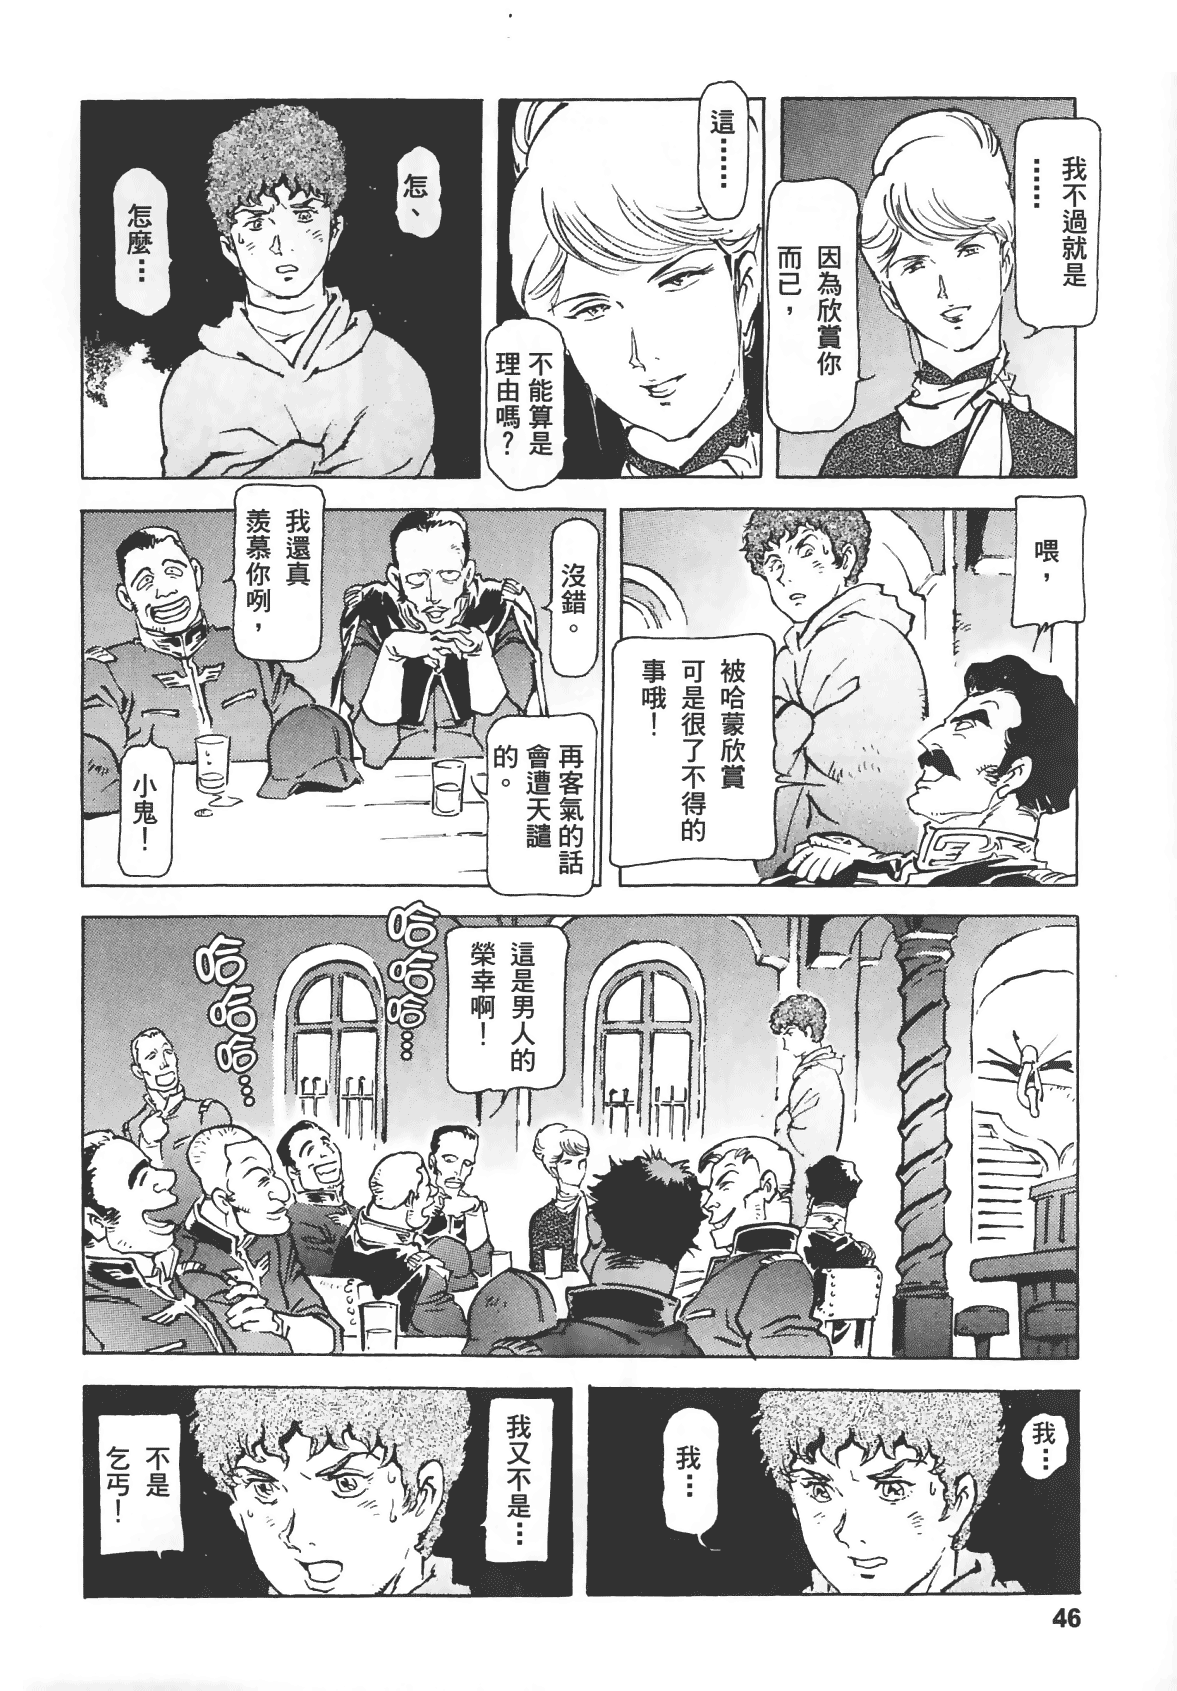 我不過就是
……
因為欣賞你
而已，
這……
不能算是
理由嗎？
怎、
怎麼…
喂，
被哈蒙欣賞
可是很了不得的
事哦！
沒錯。
再客氣的話
會遭天譴
的。
我還真
羨慕你咧，
小鬼！
這是男人的
榮幸啊！
哈哈哈…
哈哈哈…
我…
我…
我又不是…
不是
乞丐！
46